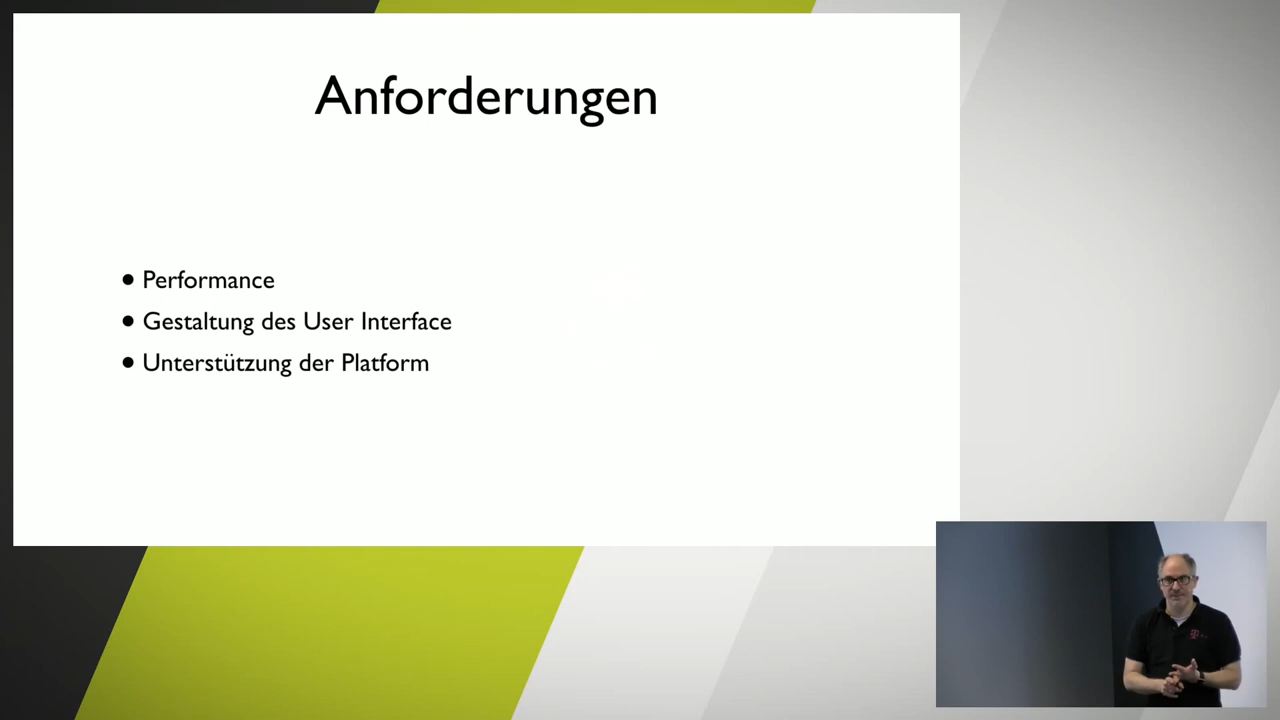 Anforderungen
● Performance
● Gestaltung des User Interface
● Unterstützung der Platform